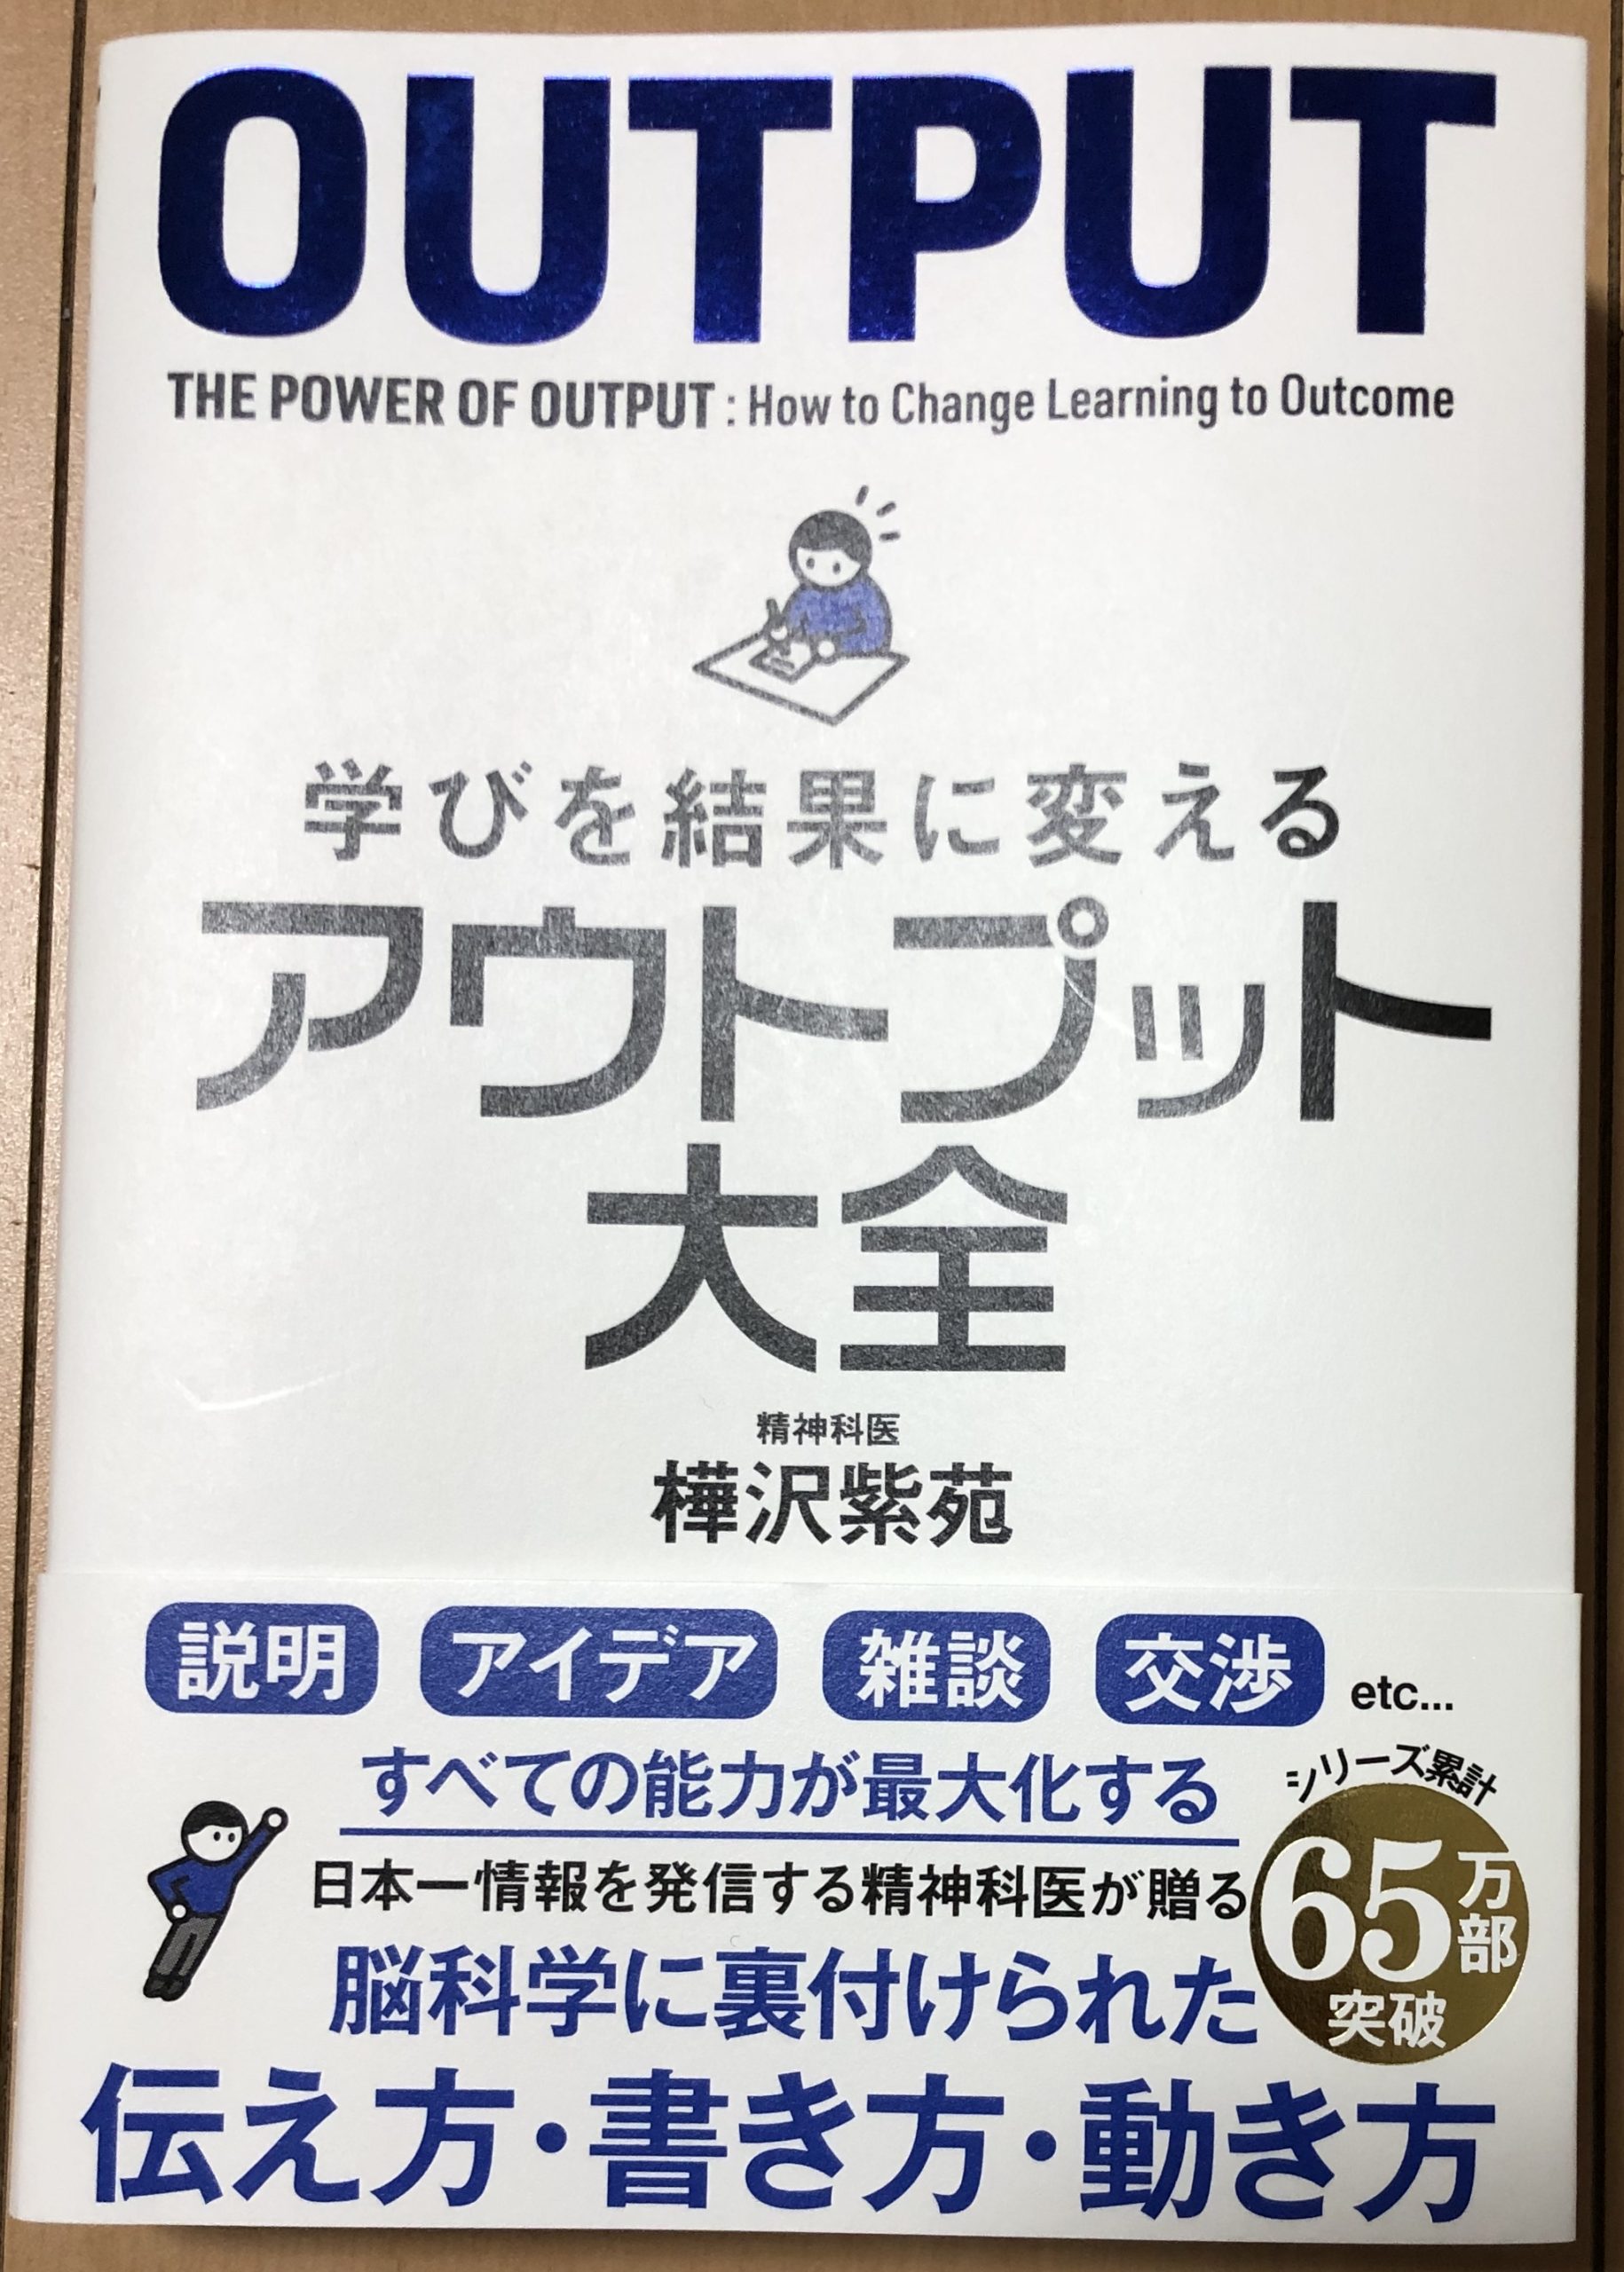 OUTPUT
THE POWER OF OUTPUT : How to Change Learning to Outcome
学びを結果に変える
アウトプット
大全
精神科医
樺沢紫苑
説明 アイデア 雑談 交渉 etc...
すべての能力が最大化する
日本一情報を発信する精神科医が贈る
脳科学に裏付けられた
伝え方・書き方・動き方
シリーズ累計
65万部
突破